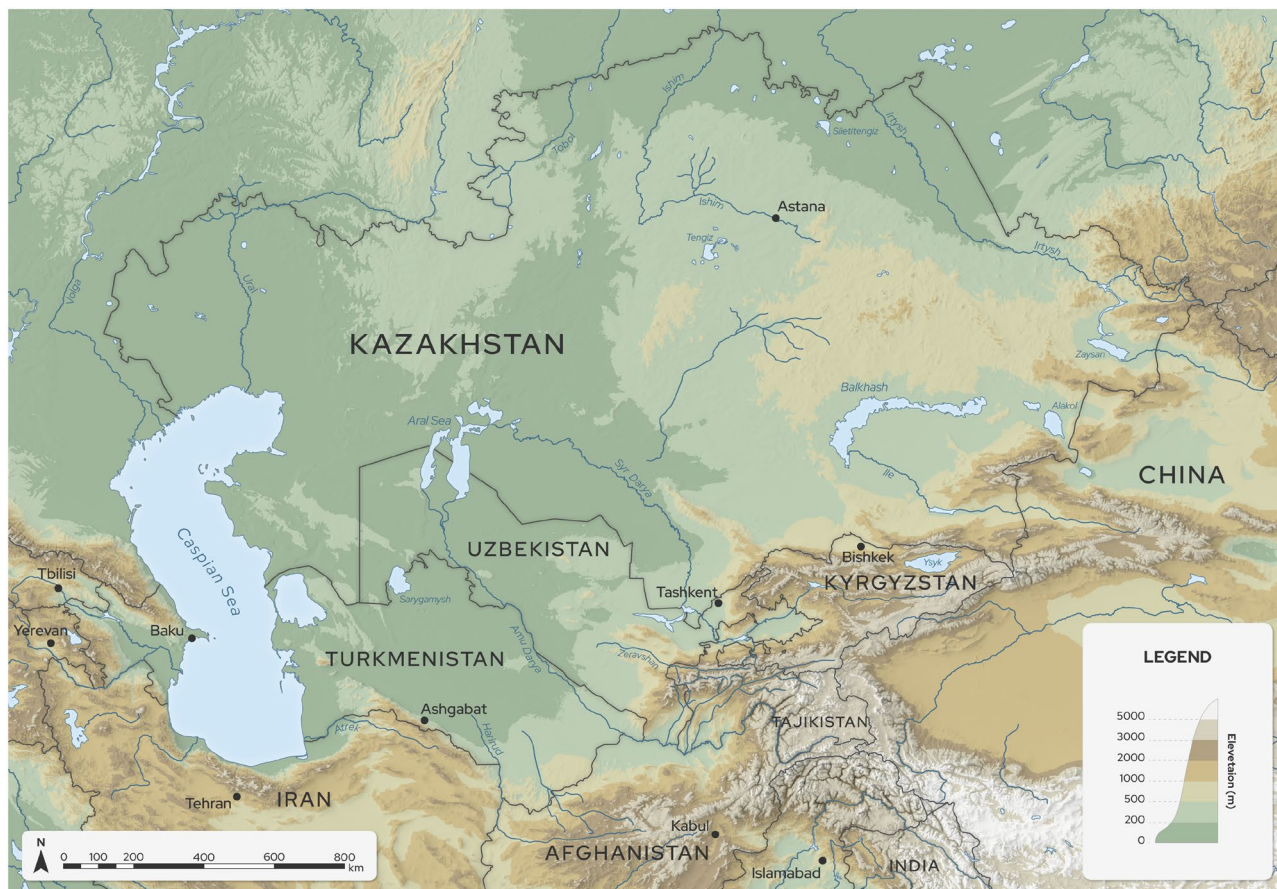 Ishim
Irtysh
Siletitengiz
Tobol
Astana
Ishim
Tengiz
Irtysh
Volga
Ural
KAZAKHSTAN
Zaysan
Balkhash
Alakol
Aral Sea
Syr Darya
Ile
CHINA
Caspian Sea
UZBEKISTAN
Bishkek
Ysyk
KYRGYZSTAN
Tbilisi
Sarygamysh
Tashkent
Yerevan
Baku
Amu Darya
Zeravshan
TURKMENISTAN
Ashgabat
Atrek
Harirud
TAJIKISTAN
Tehran
IRAN
Kabul
AFGHANISTAN
Islamabad
INDIA
LEGEND
5000
3000
2000
1000
500
200
0
Elevetaion (m)
N
0 100 200 400 600 800
km